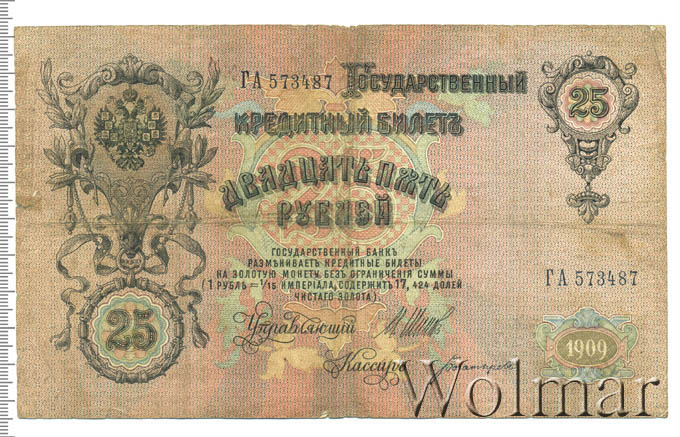 ГА 573487 Государственный
25
Кредитный Билетъ
Двадцать пять
рублей
Государственный Банкъ
размѣниваетъ кредитные билеты
на золотую монету безъ ограниченія суммы
(1 рубль = 1/15 имперіала, содержитъ 17,424 долей
чистаго золота)
ГА 573487
25
Управляющій
Кассиръ
1909
Wolmar